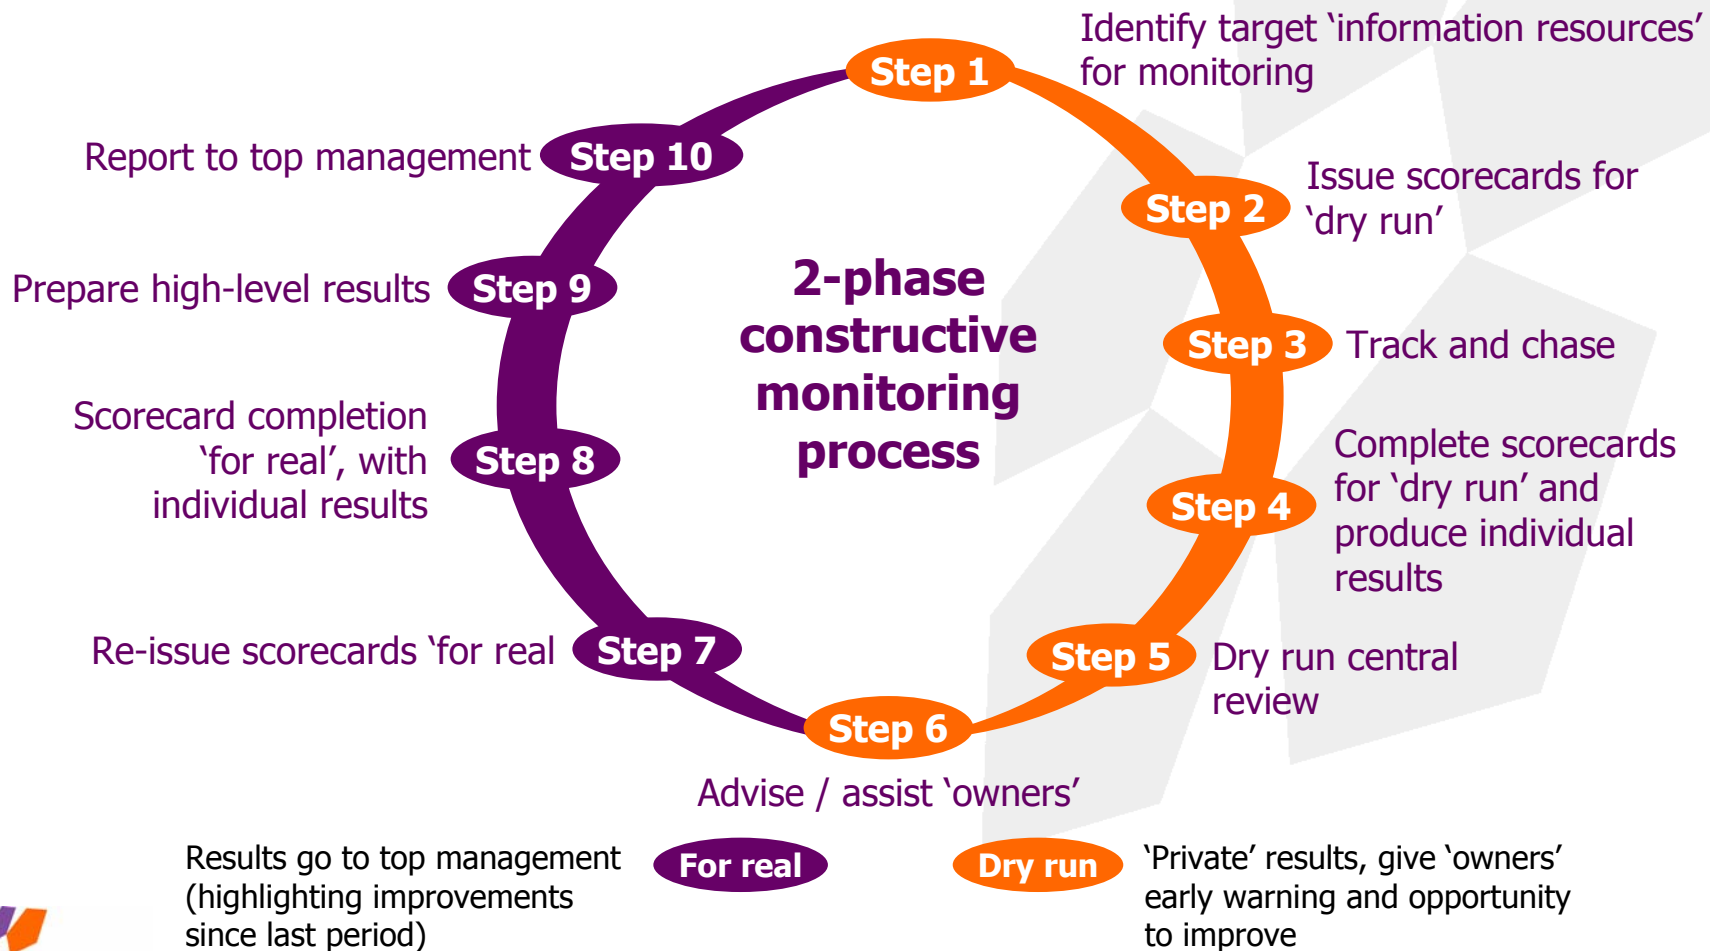 Step 1
Identify target ‘information resources’
for monitoring
Step 2
Issue scorecards for
‘dry run’
Step 3
Track and chase
Step 4
Complete scorecards
for ‘dry run’ and
produce individual
results
Step 5
Dry run central
review
Step 6
Advise / assist ‘owners’
Step 7
Re-issue scorecards ‘for real
Step 8
Scorecard completion
‘for real’, with
individual results
Step 9
Prepare high-level results
Step 10
Report to top management
2-phase
constructive
monitoring
process
Results go to top management
(highlighting improvements
since last period)
For real
Dry run
‘Private’ results, give ‘owners’
early warning and opportunity
to improve